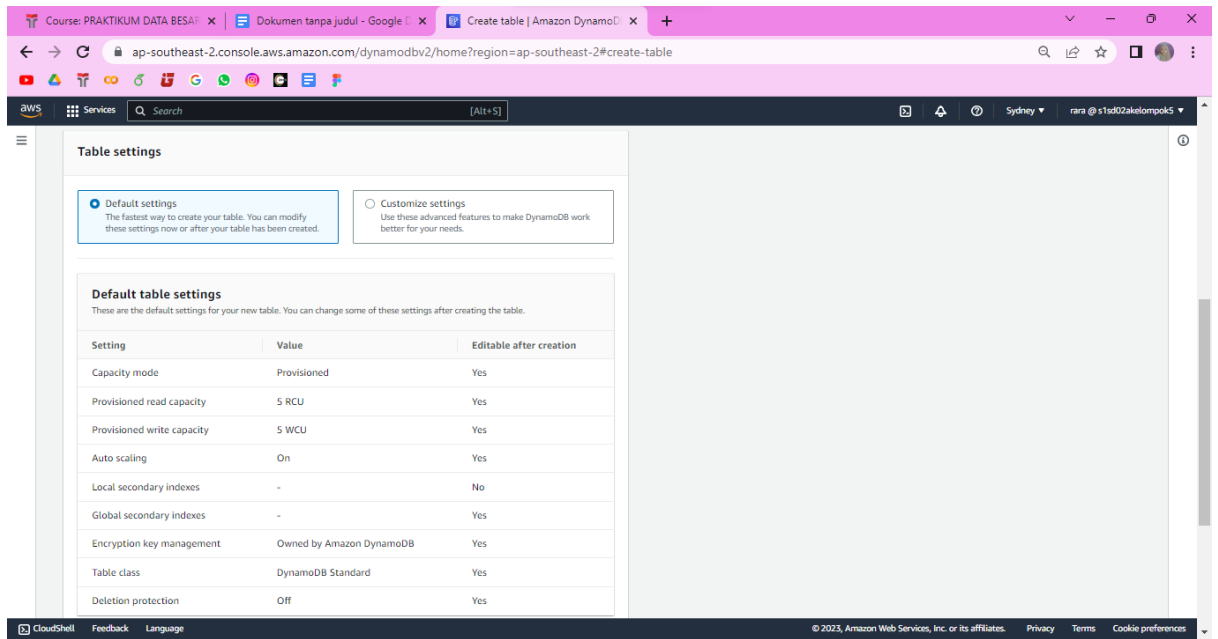 Course: PRAKTIKUM DATA BESAR
Dokumen tanpa judul - Google D
Create table | Amazon DynamoD
ap-southeast-2.console.aws.amazon.com/dynamodbv2/home?region=ap-southeast-2#create-table
aws Services Search [Alt+S] Sydney rara @ s1sd02akelompok5
Table settings
Default settings
The fastest way to create your table. You can modify
these settings now or after your table has been created.
Customize settings
Use these advanced features to make DynamoDB work
better for your needs.
Default table settings
These are the default settings for your new table. You can change some of these settings after creating the table.
Setting Value Editable after creation
Capacity mode Provisioned Yes
Provisioned read capacity 5 RCU Yes
Provisioned write capacity 5 WCU Yes
Auto scaling On Yes
Local secondary indexes - No
Global secondary indexes - Yes
Encryption key management Owned by Amazon DynamoDB Yes
Table class DynamoDB Standard Yes
Deletion protection Off Yes
CloudShell Feedback Language © 2023, Amazon Web Services, Inc. or its affiliates. Privacy Terms Cookie preferences